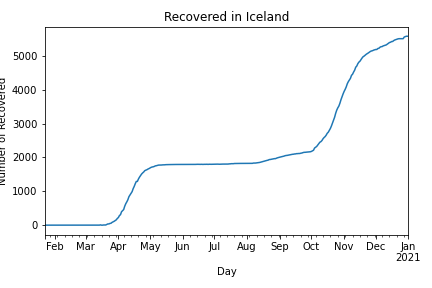 Recovered in Iceland
Number of Recovered
5000
4000
3000
2000
1000
0
Feb Mar Apr May Jun Jul Aug Sep Oct Nov Dec Jan
2021
Day